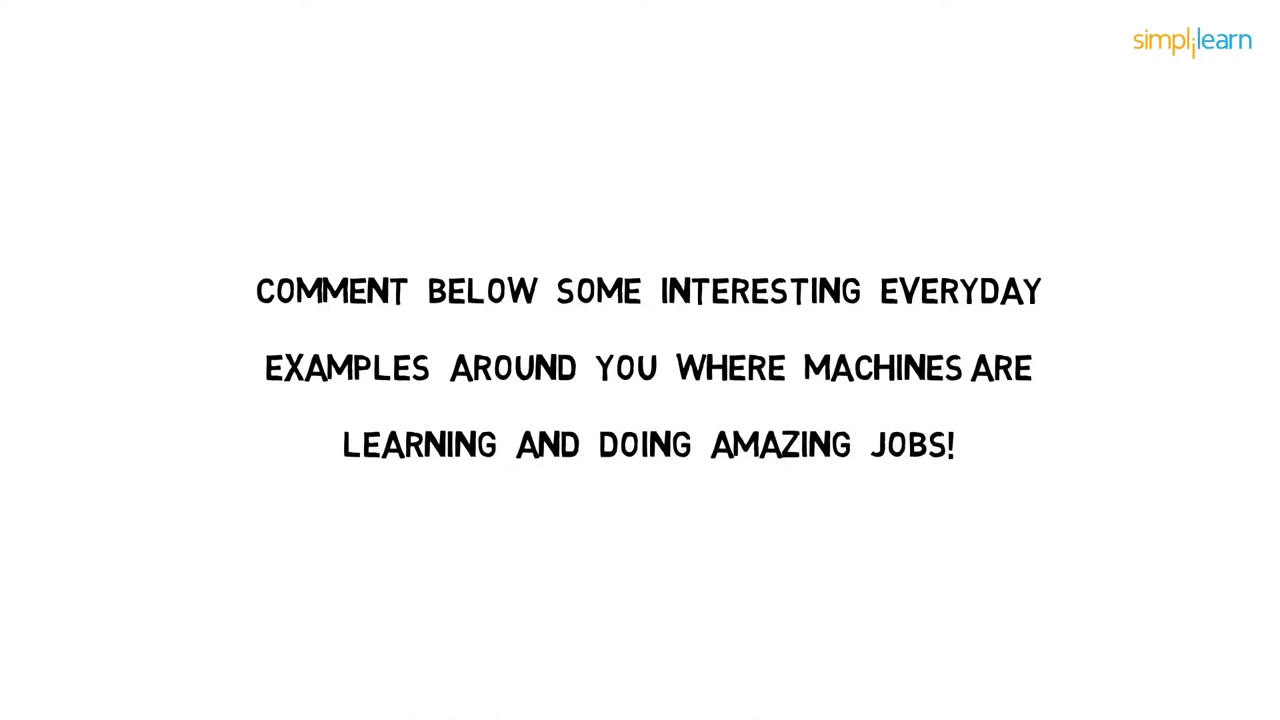 simplilearn
COMMENT BELOW SOME INTERESTING EVERYDAY
EXAMPLES AROUND YOU WHERE MACHINES ARE
LEARNING AND DOING AMAZING JOBS!